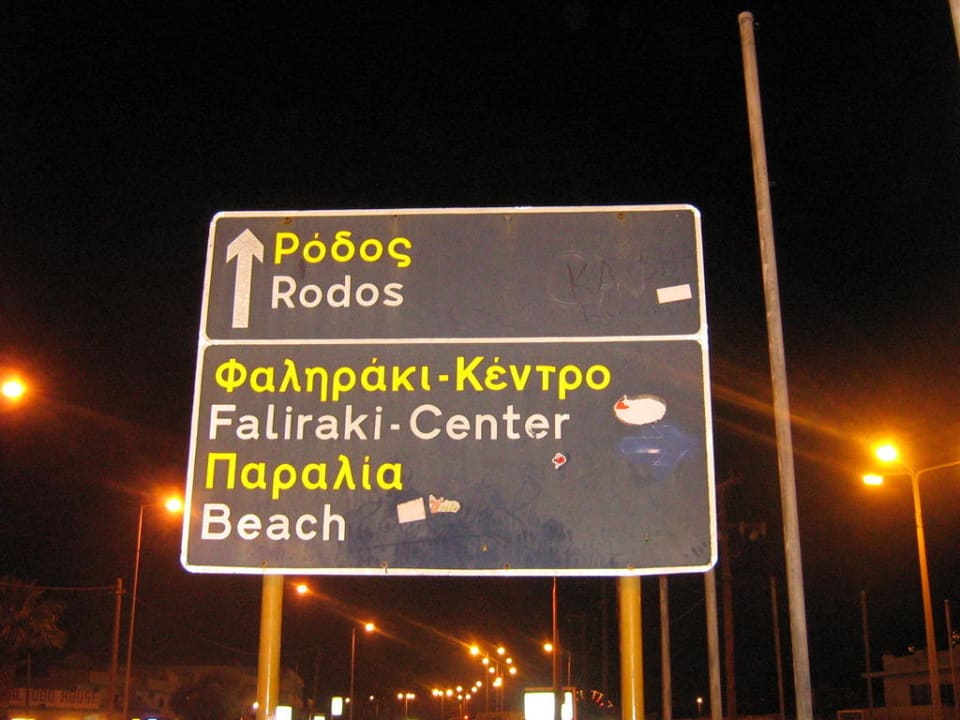 Ρόδος
Rodos
Φαληράκι-Κέντρο
Faliraki-Center
Παραλία
Beach